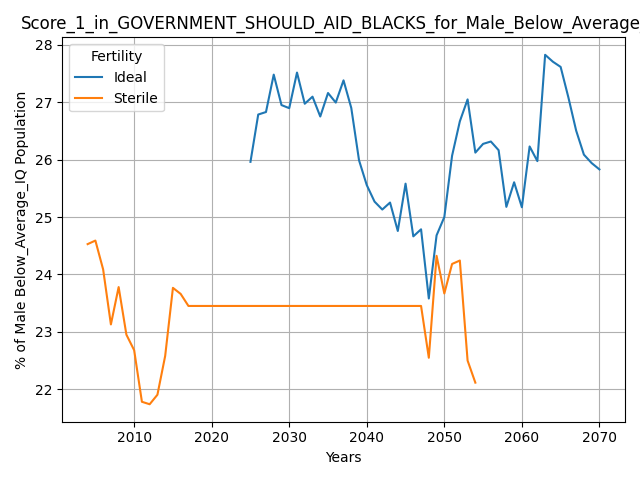 Score_1_in_GOVERNMENT_SHOULD_AID_BLACKS_for_Male_Below_Average
28
27
26
25
24
23
22
% of Male Below_Average_IQ Population
Fertility
Ideal
Sterile
2010 2020 2030 2040 2050 2060 2070
Years